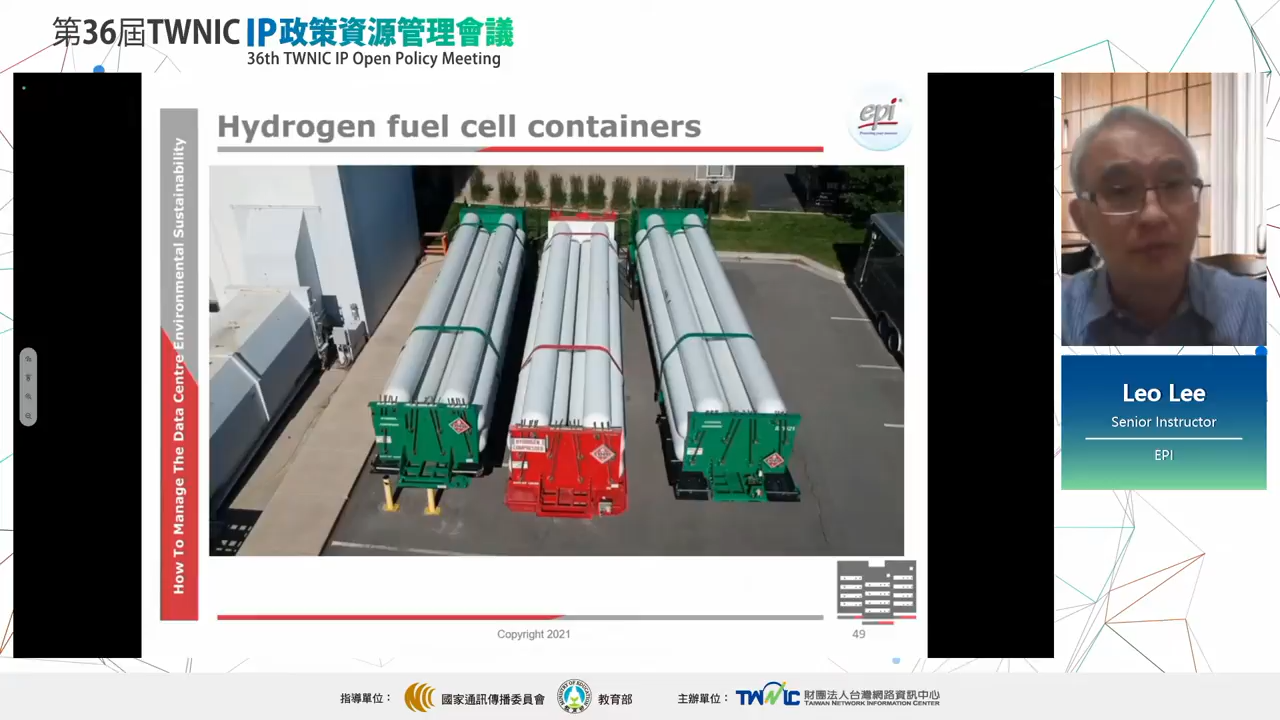 第36屆TWNIC IP政策資源管理會議
36th TWNIC IP Open Policy Meeting
How To Manage The Data Centre Environmental Sustainability
Hydrogen fuel cell containers
epi
HYDROGEN
Copyright 2021
49
Leo Lee
Senior Instructor
EPI
指導單位：
國家通訊傳播委員會
教育部
主辦單位：
TWNIC
財團法人台灣網路資訊中心
TAIWAN NETWORK INFORMATION CENTER